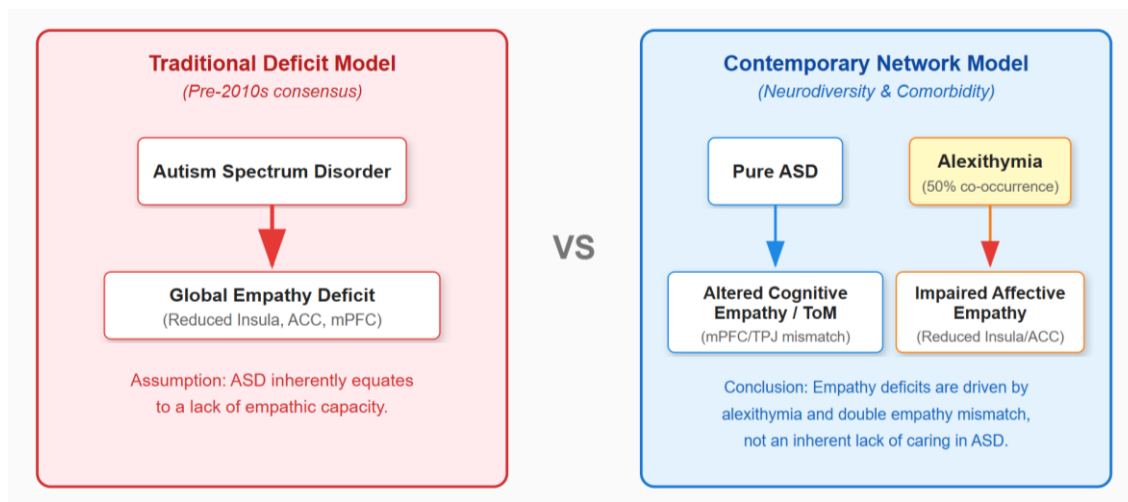 Traditional Deficit Model
(Pre-2010s consensus)
Autism Spectrum Disorder
Global Empathy Deficit
(Reduced Insula, ACC, mPFC)
Assumption: ASD inherently equates
to a lack of empathic capacity.
VS
Contemporary Network Model
(Neurodiversity & Comorbidity)
Pure ASD
Alexithymia
(50% co-occurrence)
Altered Cognitive
Empathy / ToM
(mPFC/TPJ mismatch)
Impaired Affective
Empathy
(Reduced Insula/ACC)
Conclusion: Empathy deficits are driven by
alexithymia and double empathy mismatch,
not an inherent lack of caring in ASD.